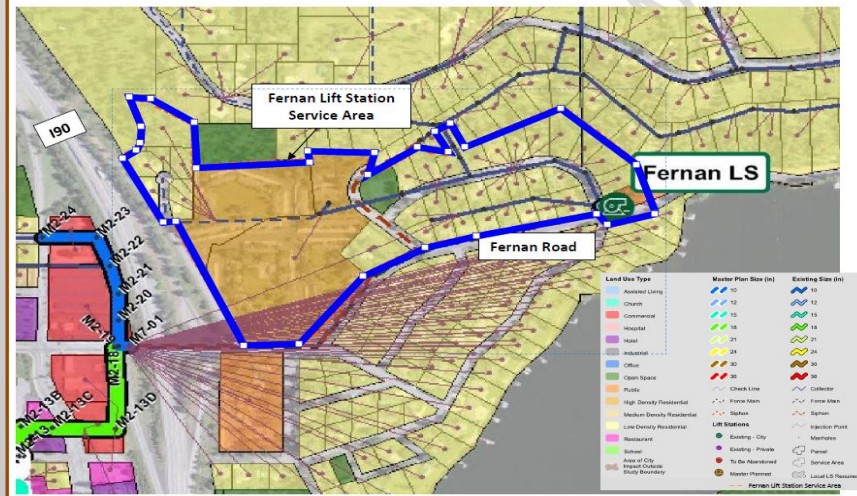 Fernan Lift Station
Service Area
I90
Fernan LS
Fernan Road
M2-24
M2-23
M2-22
M2-21
M2-20
M7-01
M2-18
M2-13B
M2-13C
M2-13
M2-13D
Land Use Type
Assisted Living
Church
Commercial
Hospital
Hotel
Industrial
Office
Open Space
Public
High Density Residential
Medium Density Residential
Low Density Residential
Restaurant
School
Area of City
Impact Outside
Study Boundary
Master Plan Size (in)
10
12
15
18
21
24
30
36
Check Line
Force Main
Siphon
Lift Stations
Existing - City
Existing - Private
To Be Abandoned
Master Planned
Existing Size (in)
10
12
15
18
21
24
30
36
Collector
Force Main
Siphon
Injection Point
Manholes
Parcel
Service Area
Local LS Required
Fernan Lift Station Service Area